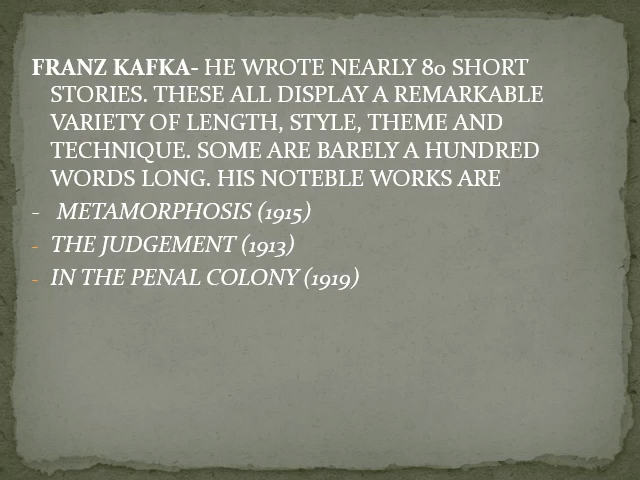 FRANZ KAFKA- HE WROTE NEARLY 80 SHORT
STORIES. THESE ALL DISPLAY A REMARKABLE
VARIETY OF LENGTH, STYLE, THEME AND
TECHNIQUE. SOME ARE BARELY A HUNDRED
WORDS LONG. HIS NOTEBLE WORKS ARE
- METAMORPHOSIS (1915)
- THE JUDGEMENT (1913)
- IN THE PENAL COLONY (1919)